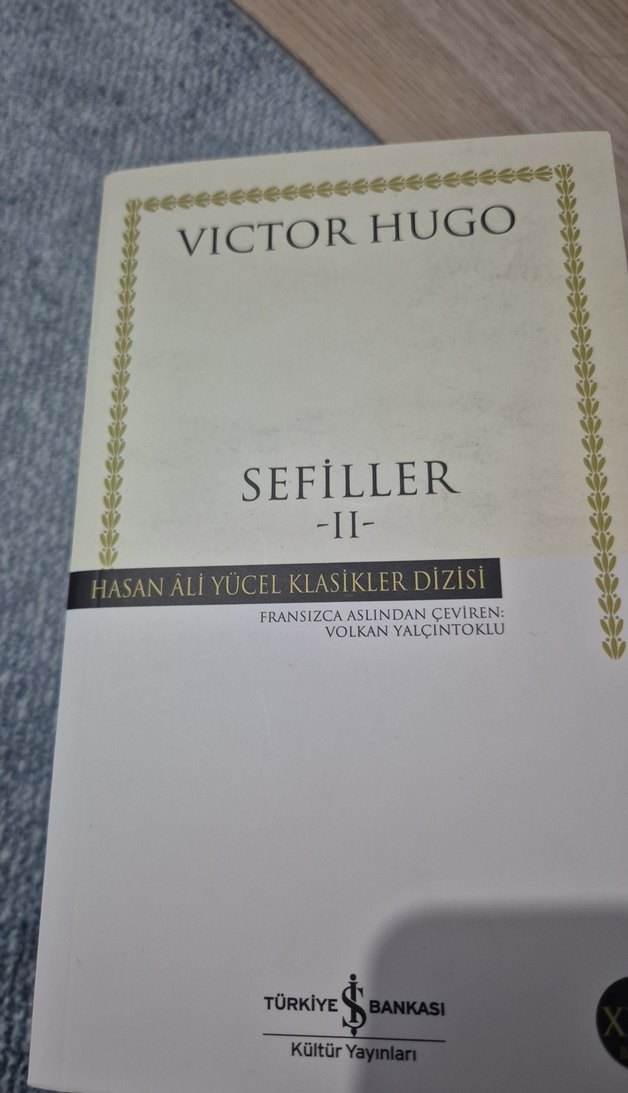 VICTOR HUGO
SEFİLLER
-II-
HASAN ÂLİ YÜCEL KLASİKLER DİZİSİ
FRANSIZCA ASLINDAN ÇEVİREN:
VOLKAN YALÇINTOKLU
TÜRKİYE İŞ BANKASI
Kültür Yayınları